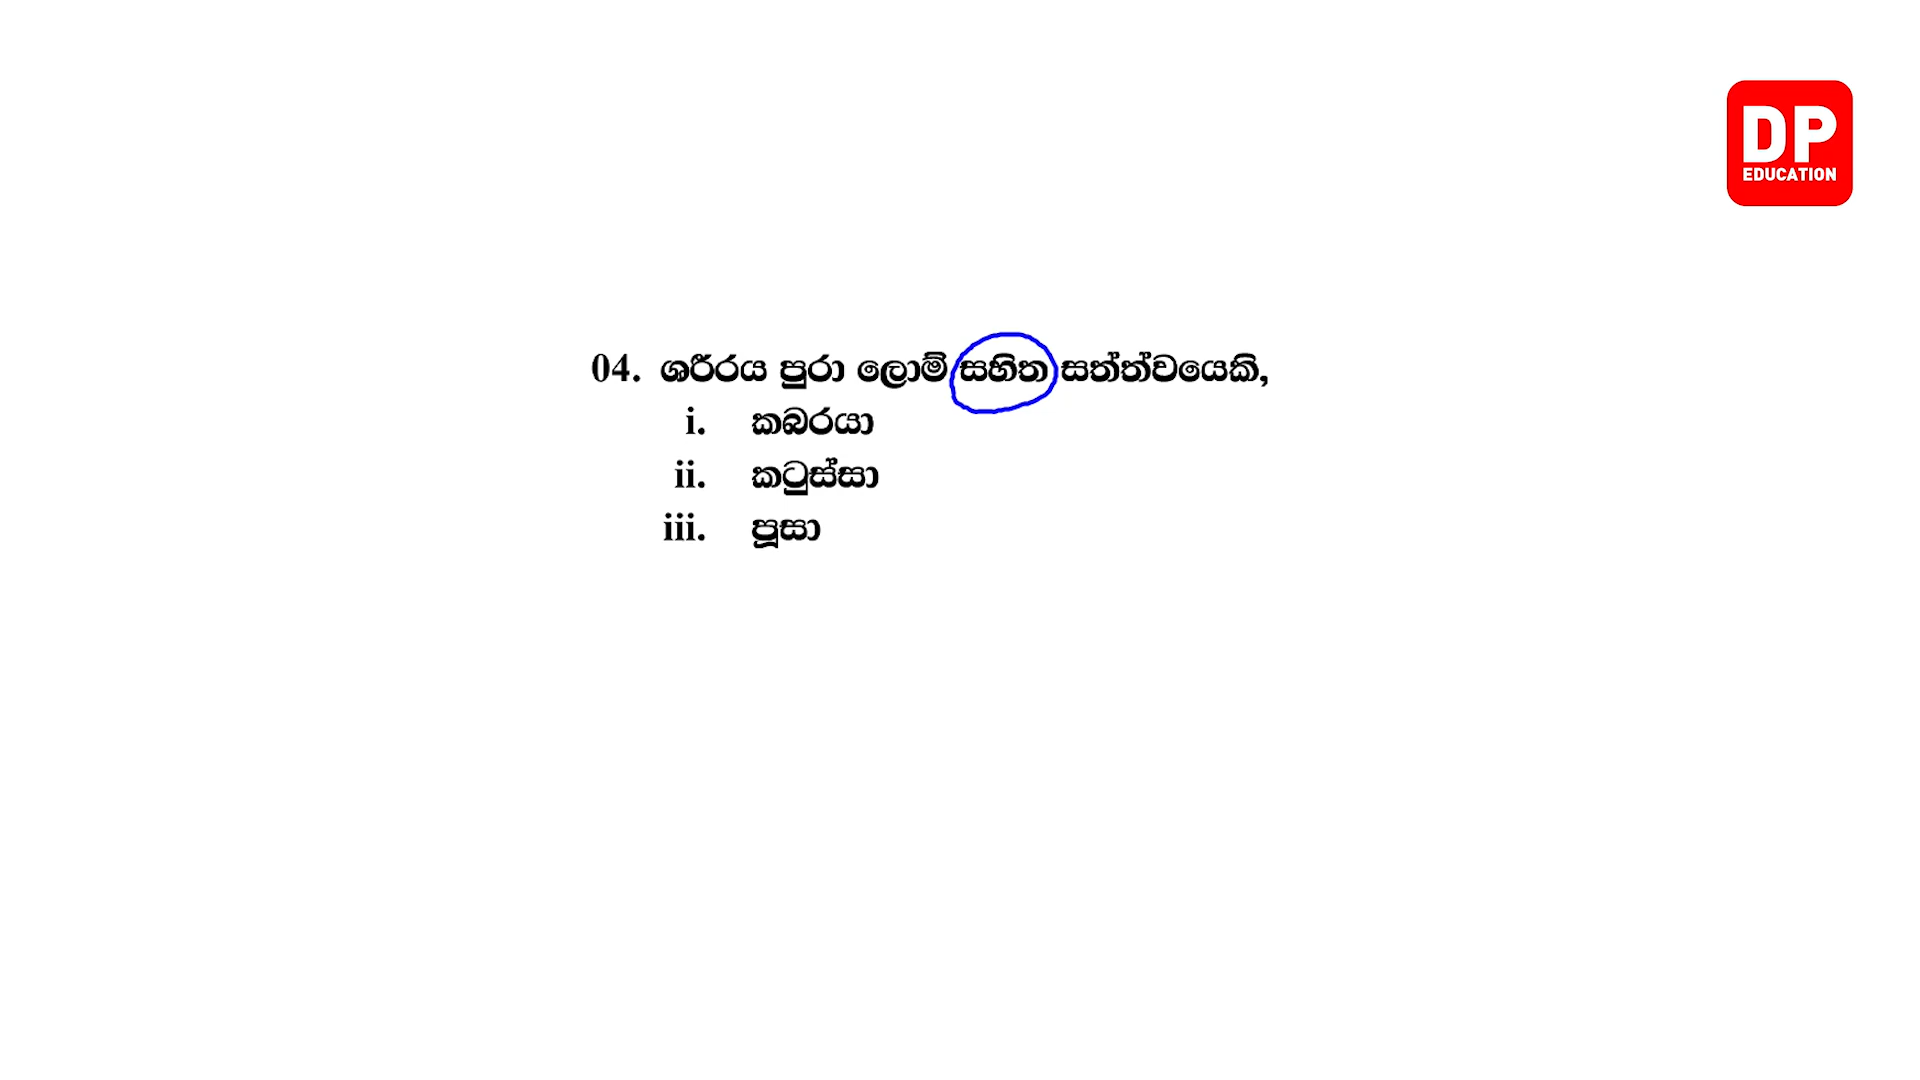 DP
EDUCATION
04. ශරීරය පුරා ලොම් සහිත සත්ත්වයෙකි,
i. කබරයා
ii. කටුස්සා
iii. පූසා